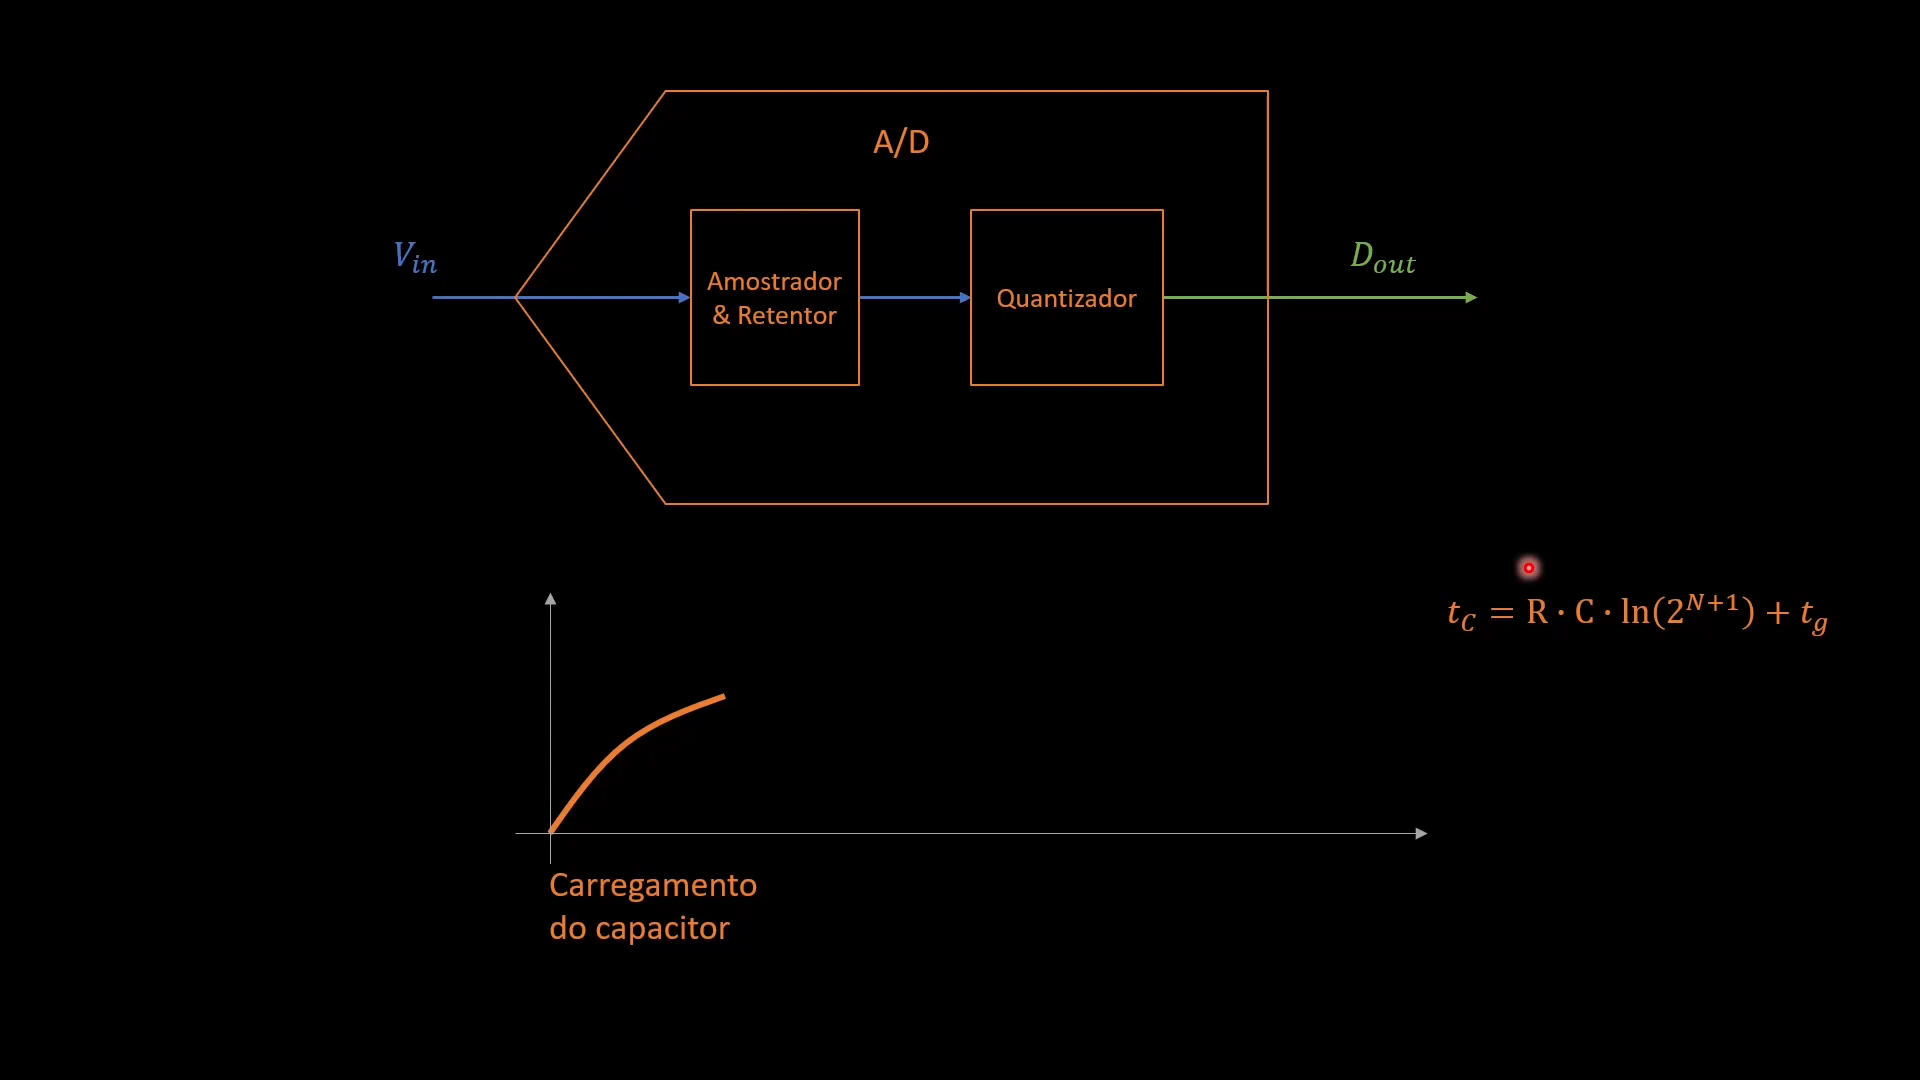 A/D
V_in
D_out
Amostrador
& Retentor
Quantizador
t_C = R · C · ln(2^{N+1}) + t_g
Carregamento
do capacitor